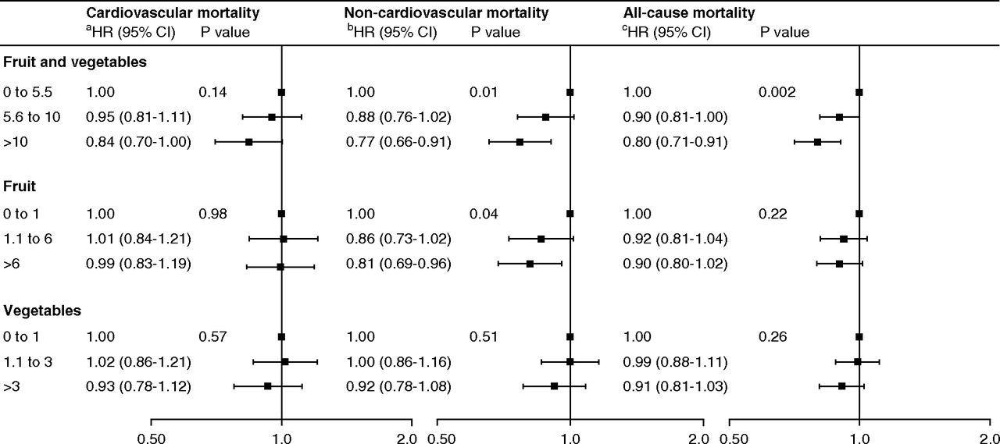 Cardiovascular mortality Non-cardiovascular mortality All-cause mortality
aHR (95% CI) P value bHR (95% CI) P value cHR (95% CI) P value
Fruit and vegetables
0 to 5.5 1.00 0.14 1.00 0.01 1.00 0.002
5.6 to 10 0.95 (0.81-1.11) 0.88 (0.76-1.02) 0.90 (0.81-1.00)
>10 0.84 (0.70-1.00) 0.77 (0.66-0.91) 0.80 (0.71-0.91)
Fruit
0 to 1 1.00 0.98 1.00 0.04 1.00 0.22
1.1 to 6 1.01 (0.84-1.21) 0.86 (0.73-1.02) 0.92 (0.81-1.04)
>6 0.99 (0.83-1.19) 0.81 (0.69-0.96) 0.90 (0.80-1.02)
Vegetables
0 to 1 1.00 0.57 1.00 0.51 1.00 0.26
1.1 to 3 1.02 (0.86-1.21) 1.00 (0.86-1.16) 0.99 (0.88-1.11)
>3 0.93 (0.78-1.12) 0.92 (0.78-1.08) 0.91 (0.81-1.03)
0.50 1.0 2.0 0.50 1.0 2.0 0.50 1.0 2.0